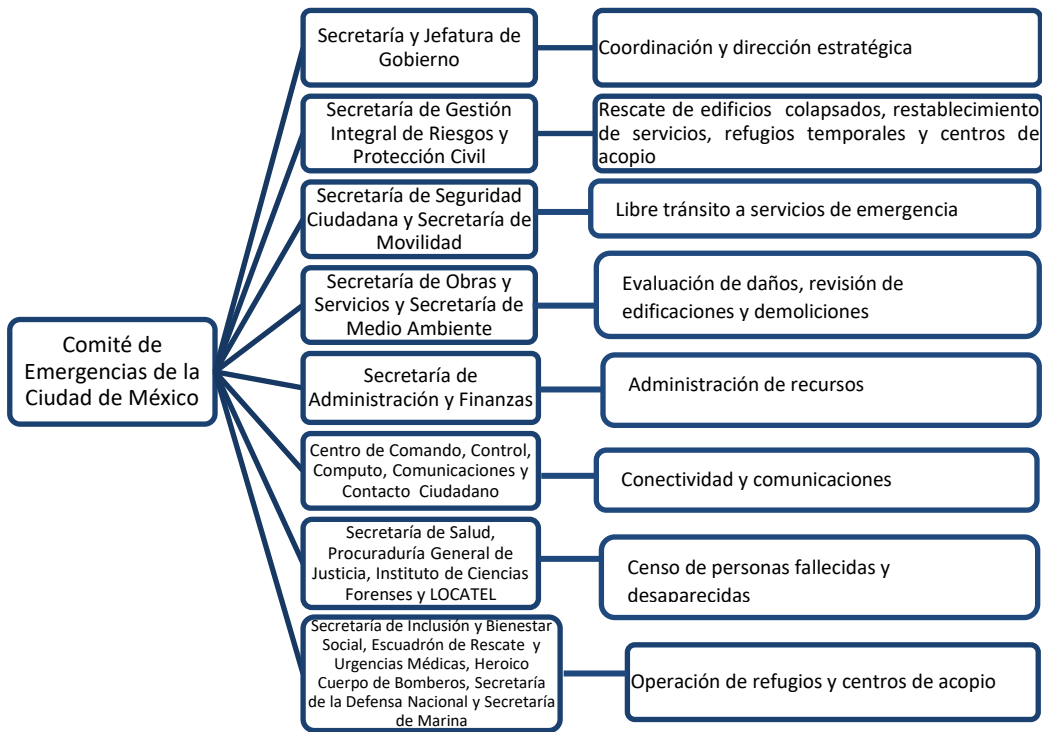 Comité de
Emergencias de la
Ciudad de México
Secretaría y Jefatura de
Gobierno
Coordinación y dirección estratégica
Secretaría de Gestión
Integral de Riesgos y
Protección Civil
Rescate de edificios colapsados, restablecimiento
de servicios, refugios temporales y centros de
acopio
Secretaría de Seguridad
Ciudadana y Secretaría de
Movilidad
Libre tránsito a servicios de emergencia
Secretaría de Obras y
Servicios y Secretaría de
Medio Ambiente
Evaluación de daños, revisión de
edificaciones y demoliciones
Secretaría de
Administración y Finanzas
Administración de recursos
Centro de Comando, Control,
Computo, Comunicaciones y
Contacto Ciudadano
Conectividad y comunicaciones
Secretaría de Salud,
Procuraduría General de
Justicia, Instituto de Ciencias
Forenses y LOCATEL
Censo de personas fallecidas y
desaparecidas
Secretaría de Inclusión y Bienestar
Social, Escuadrón de Rescate y
Urgencias Médicas, Heroico
Cuerpo de Bomberos, Secretaría
de la Defensa Nacional y Secretaría
de Marina
Operación de refugios y centros de acopio